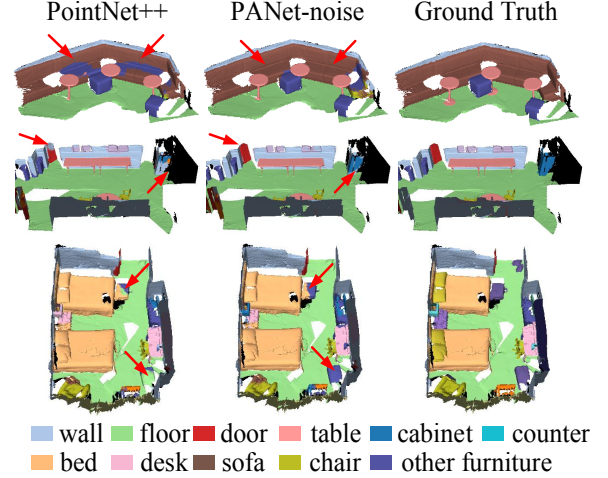 PointNet++ PANet-noise Ground Truth
wall floor door table cabinet counter
bed desk sofa chair other furniture